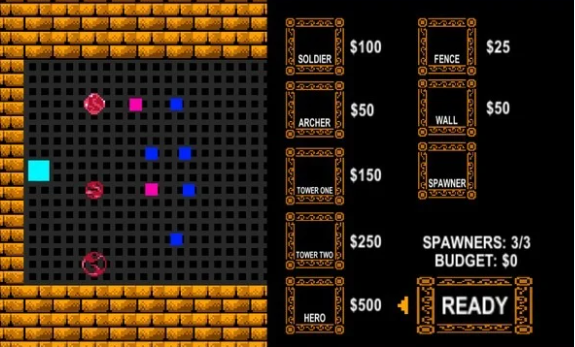 SOLDIER $100
FENCE $25
ARCHER $50
WALL $50
TOWER ONE $150
SPAWNER
TOWER TWO $250
SPAWNERS: 3/3
BUDGET: $0
HERO $500
READY